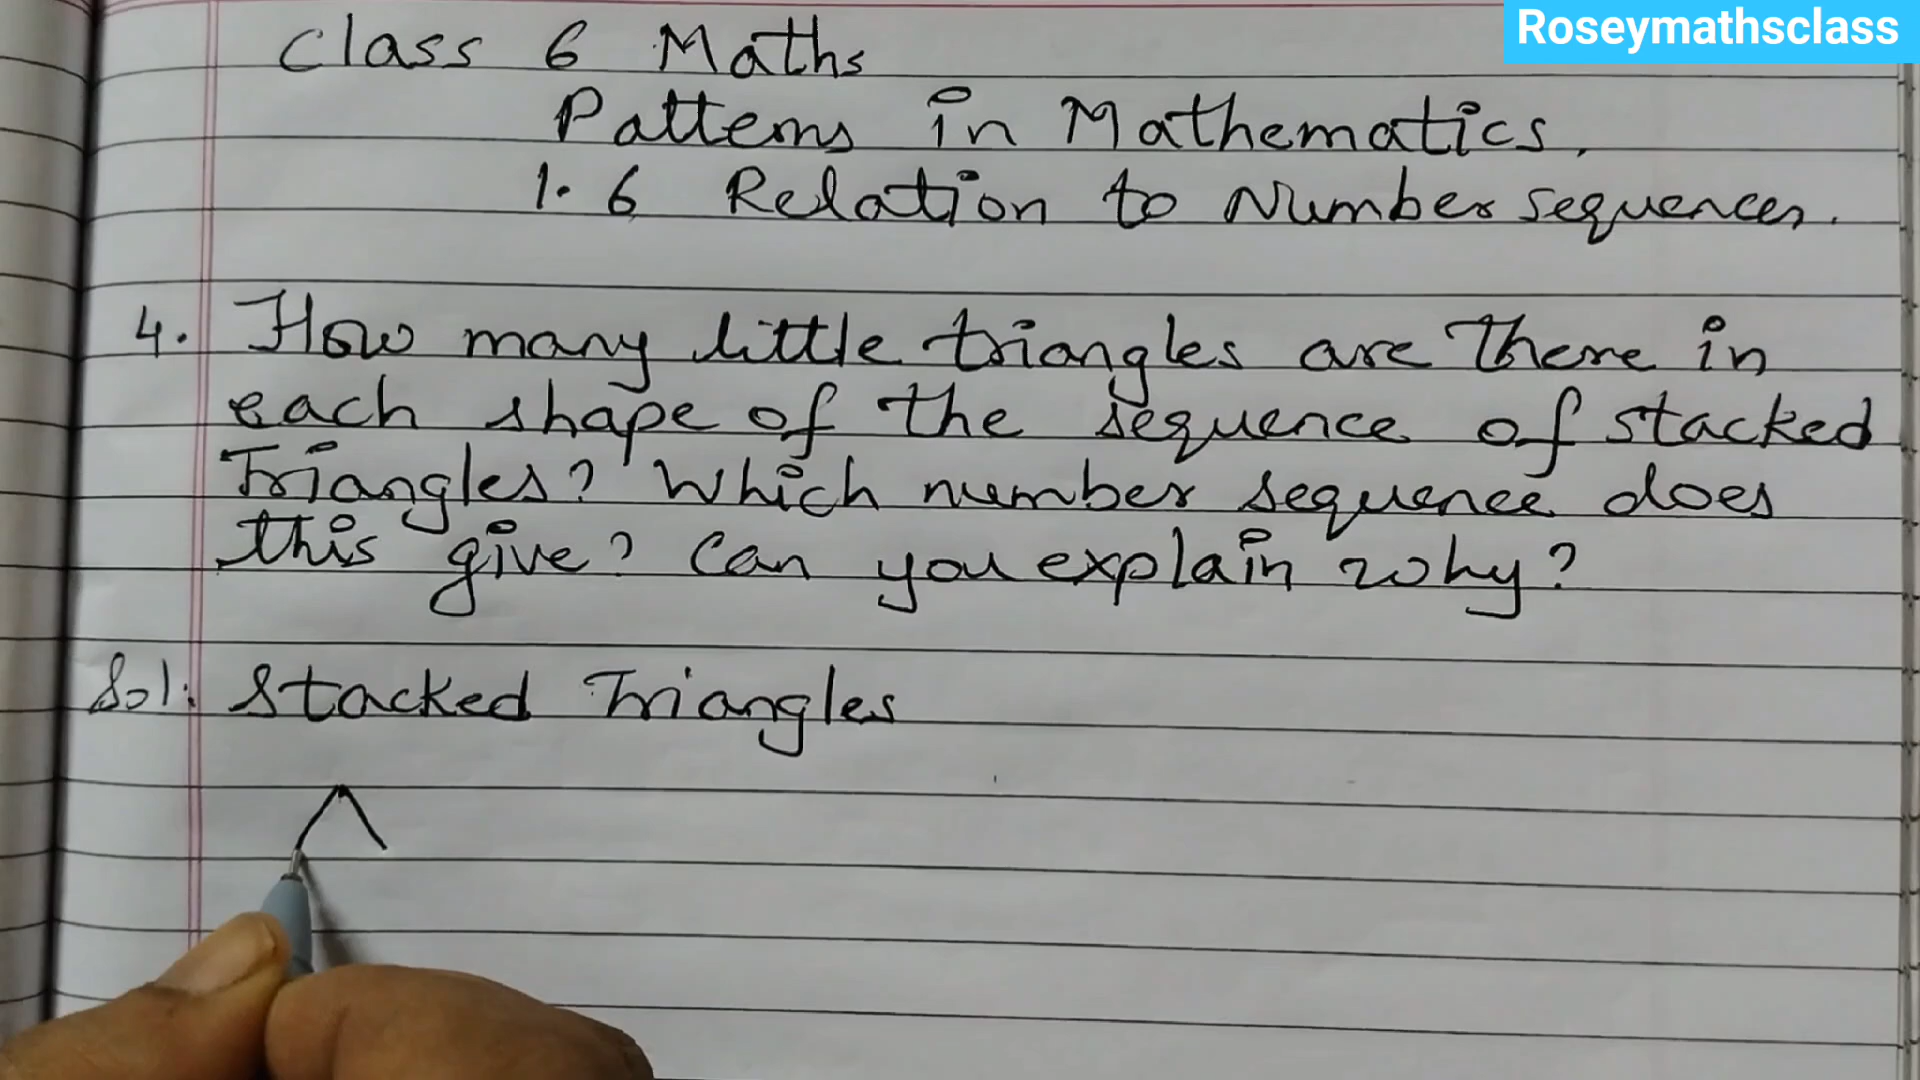 Roseymathsclass
Class 6 Maths
Patterns in Mathematics.
1.6 Relation to Number sequences.
4. How many little triangles are there in
each shape of the sequence of stacked
Triangles? Which number sequence does
this give? Can you explain why?
Sol: Stacked Triangles